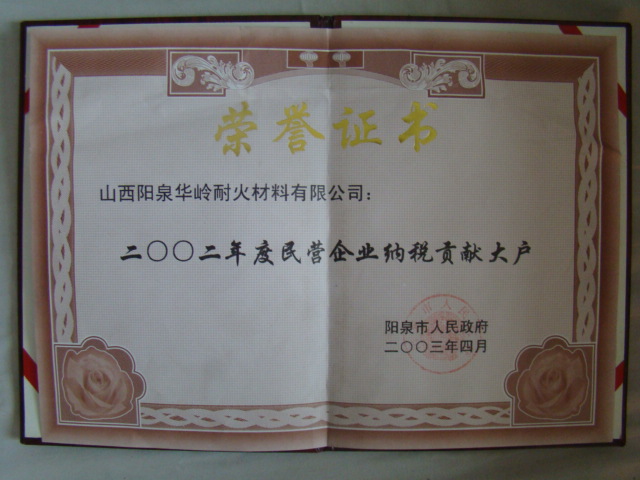 荣誉证书
山西阳泉华岭耐火材料有限公司：
二〇〇二年度民营企业纳税贡献大户
阳泉市人民政府
二〇〇三年四月